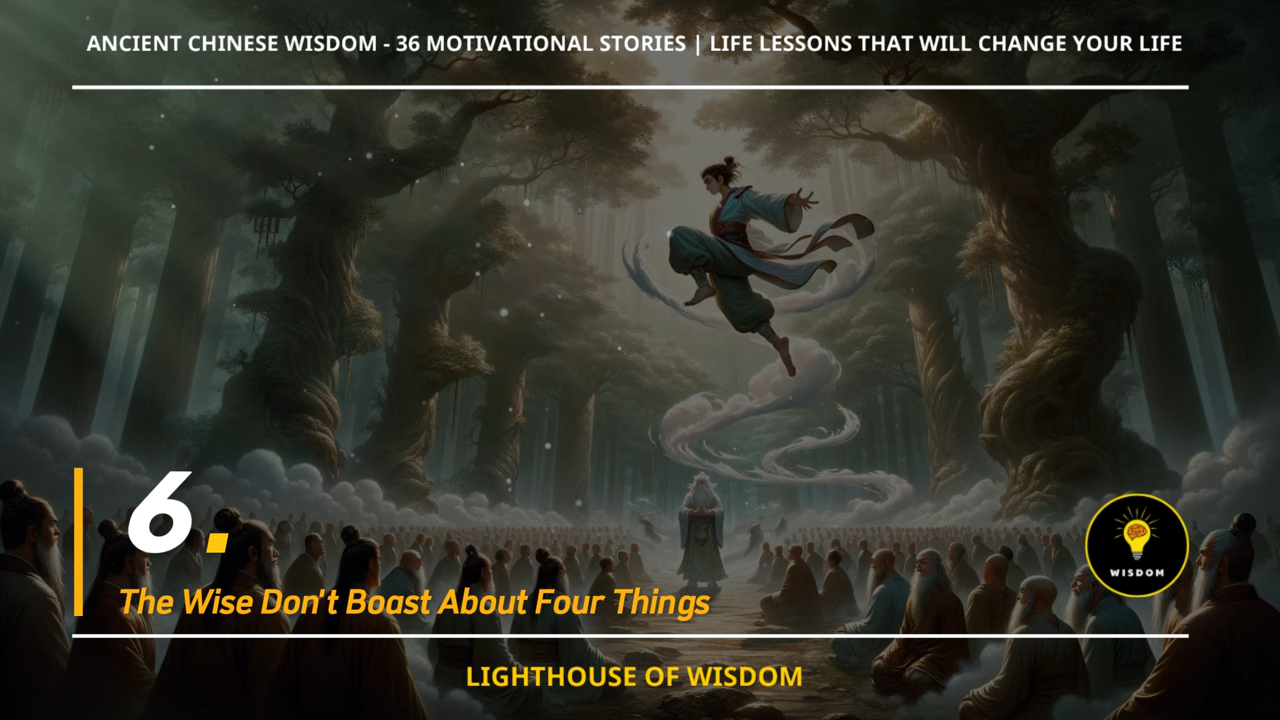 ANCIENT CHINESE WISDOM - 36 MOTIVATIONAL STORIES | LIFE LESSONS THAT WILL CHANGE YOUR LIFE
6.
The Wise Don't Boast About Four Things
WISDOM
LIGHTHOUSE OF WISDOM